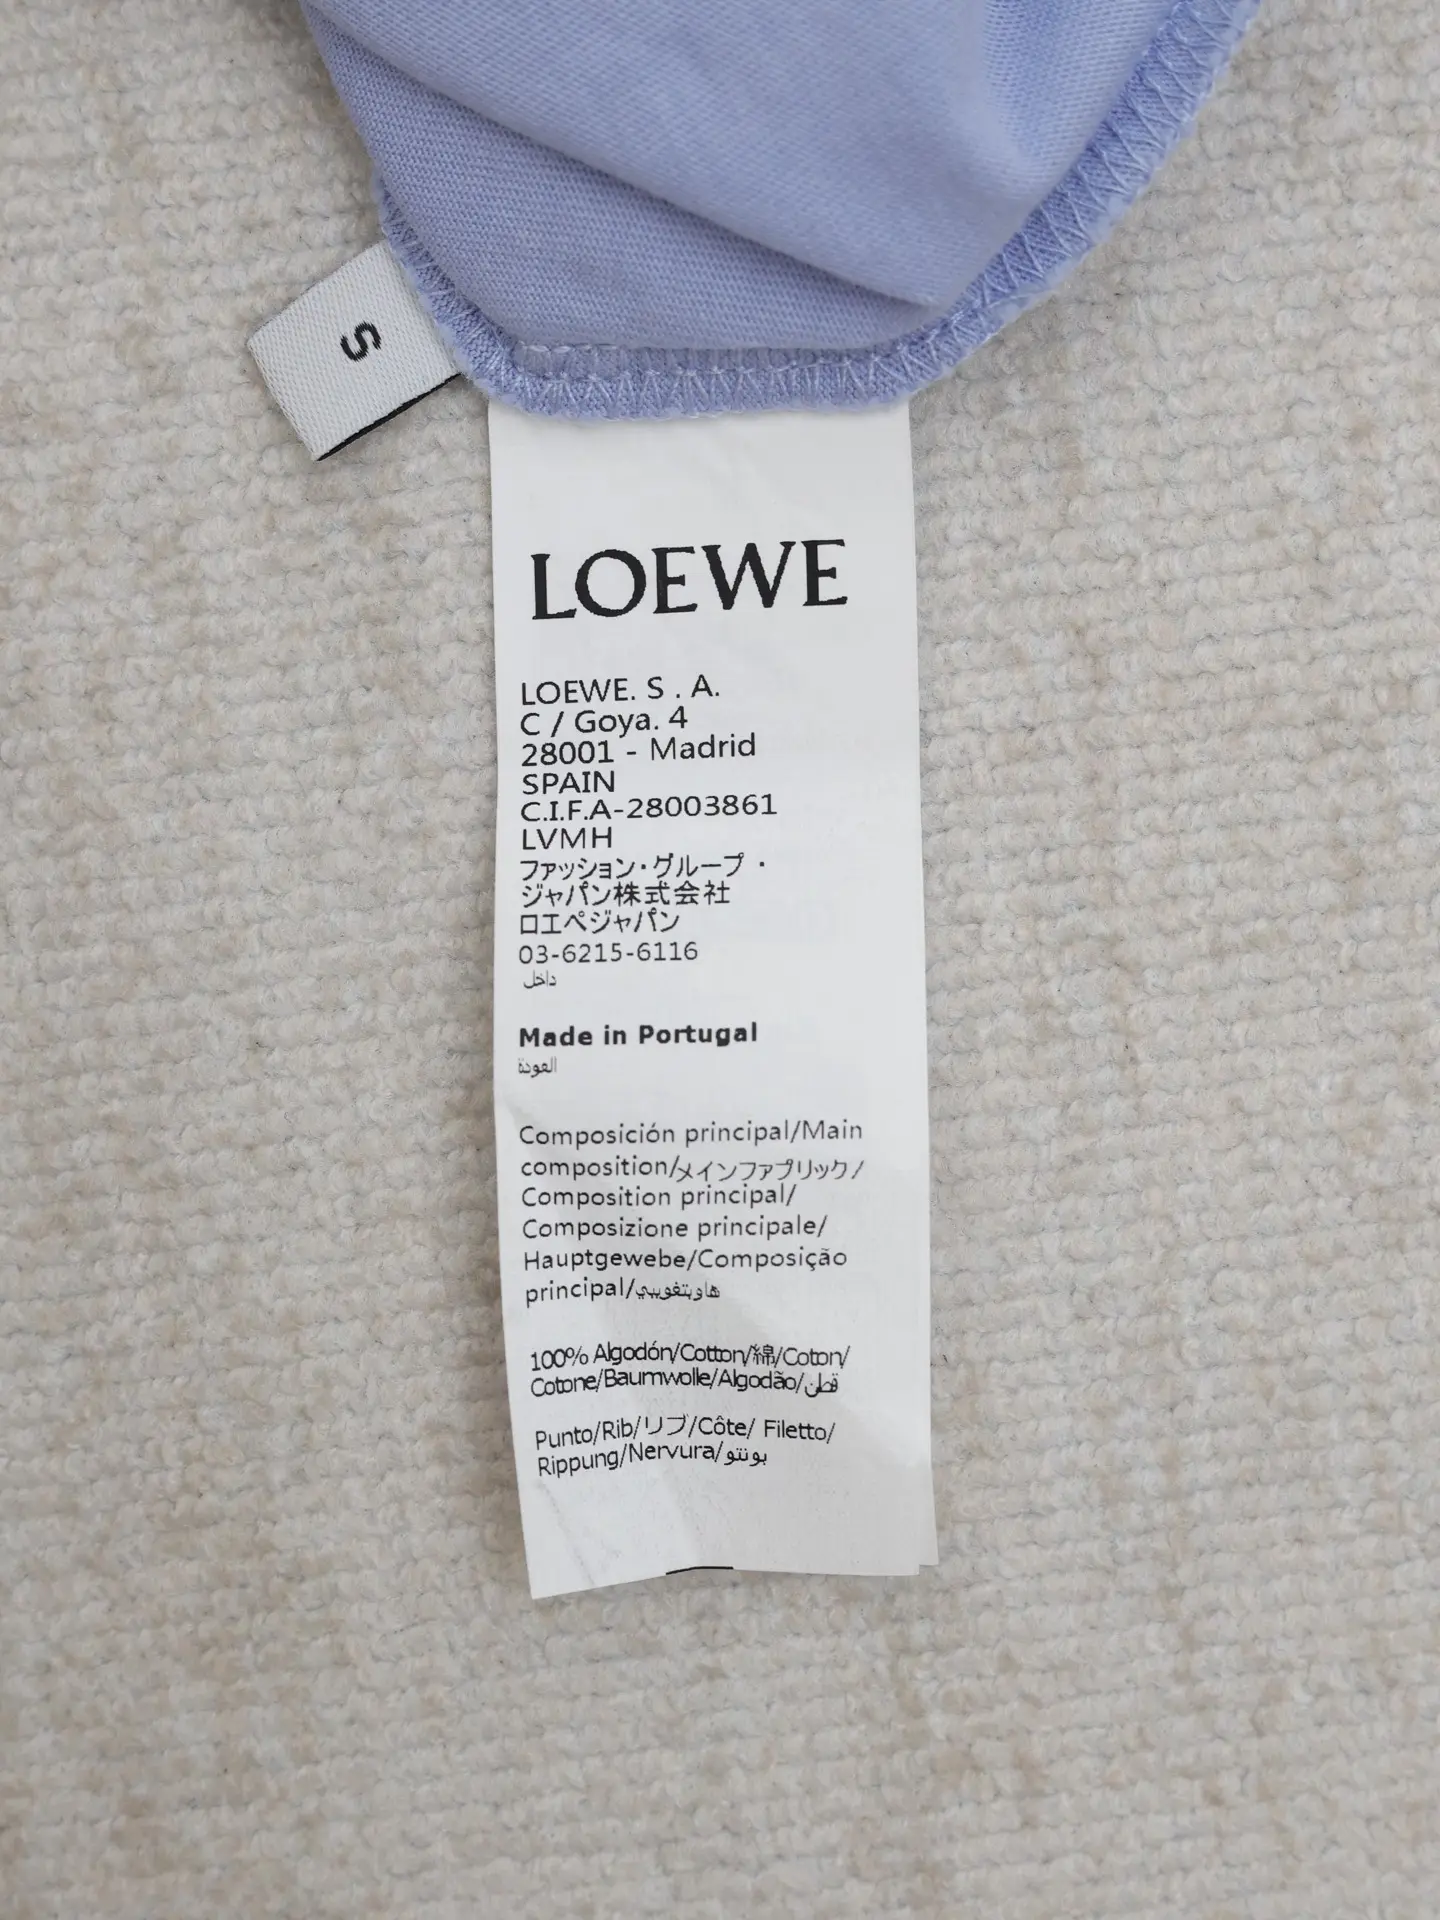 S
LOEWE
LOEWE. S . A.
C / Goya. 4
28001 - Madrid
SPAIN
C.I.F.A-28003861
LVMH
ファッション・グループ・
ジャパン株式会社
ロエベジャパン
03-6215-6116
داخل
Made in Portugal
العودة
Composición principal/Main
composition/メインファブリック/
Composition principal/
Composizione principale/
Hauptgewebe/Composição
principal/هاوبتغويبي
100% Algodón/Cotton/綿/Coton/
Cotone/Baumwolle/Algodão/قطن
Punto/Rib/リブ/Côte/ Filetto/
Rippung/Nervura/بونتو